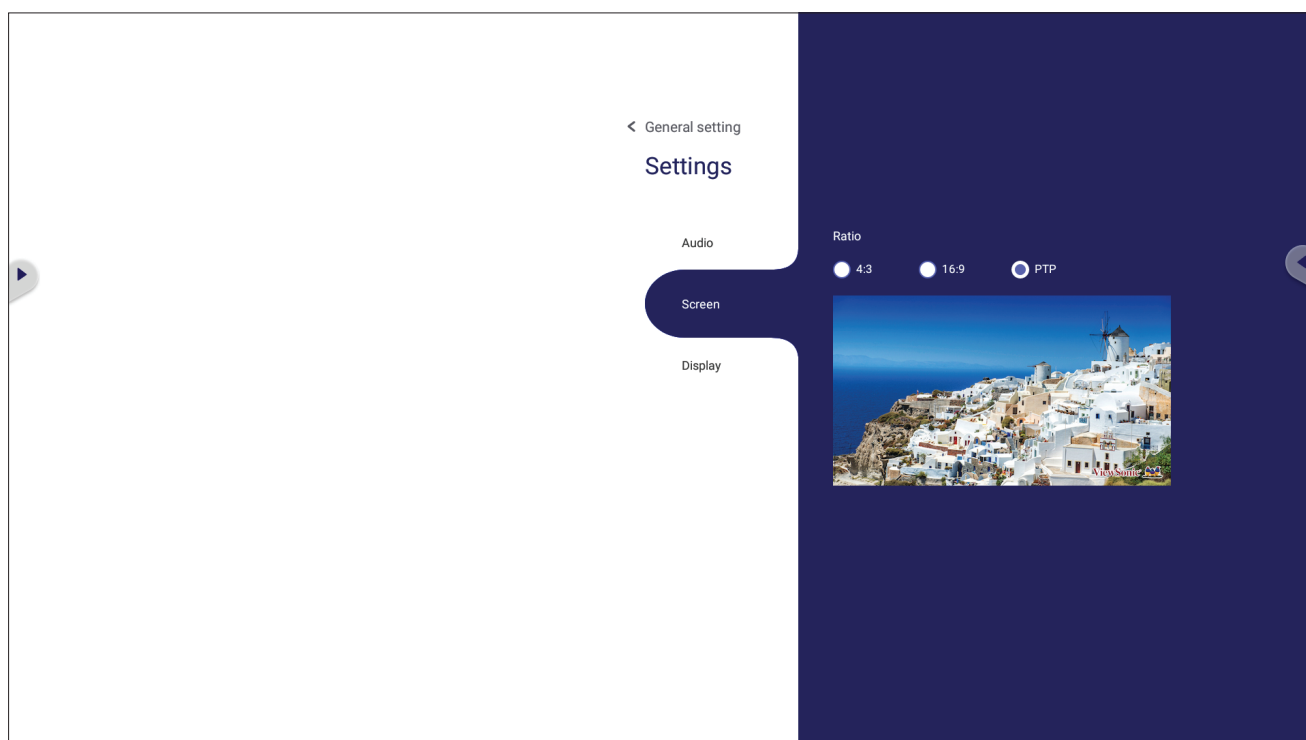 General setting
Settings
Audio
Screen
Display
Ratio
4:3 16:9 PTP
ViewSonic